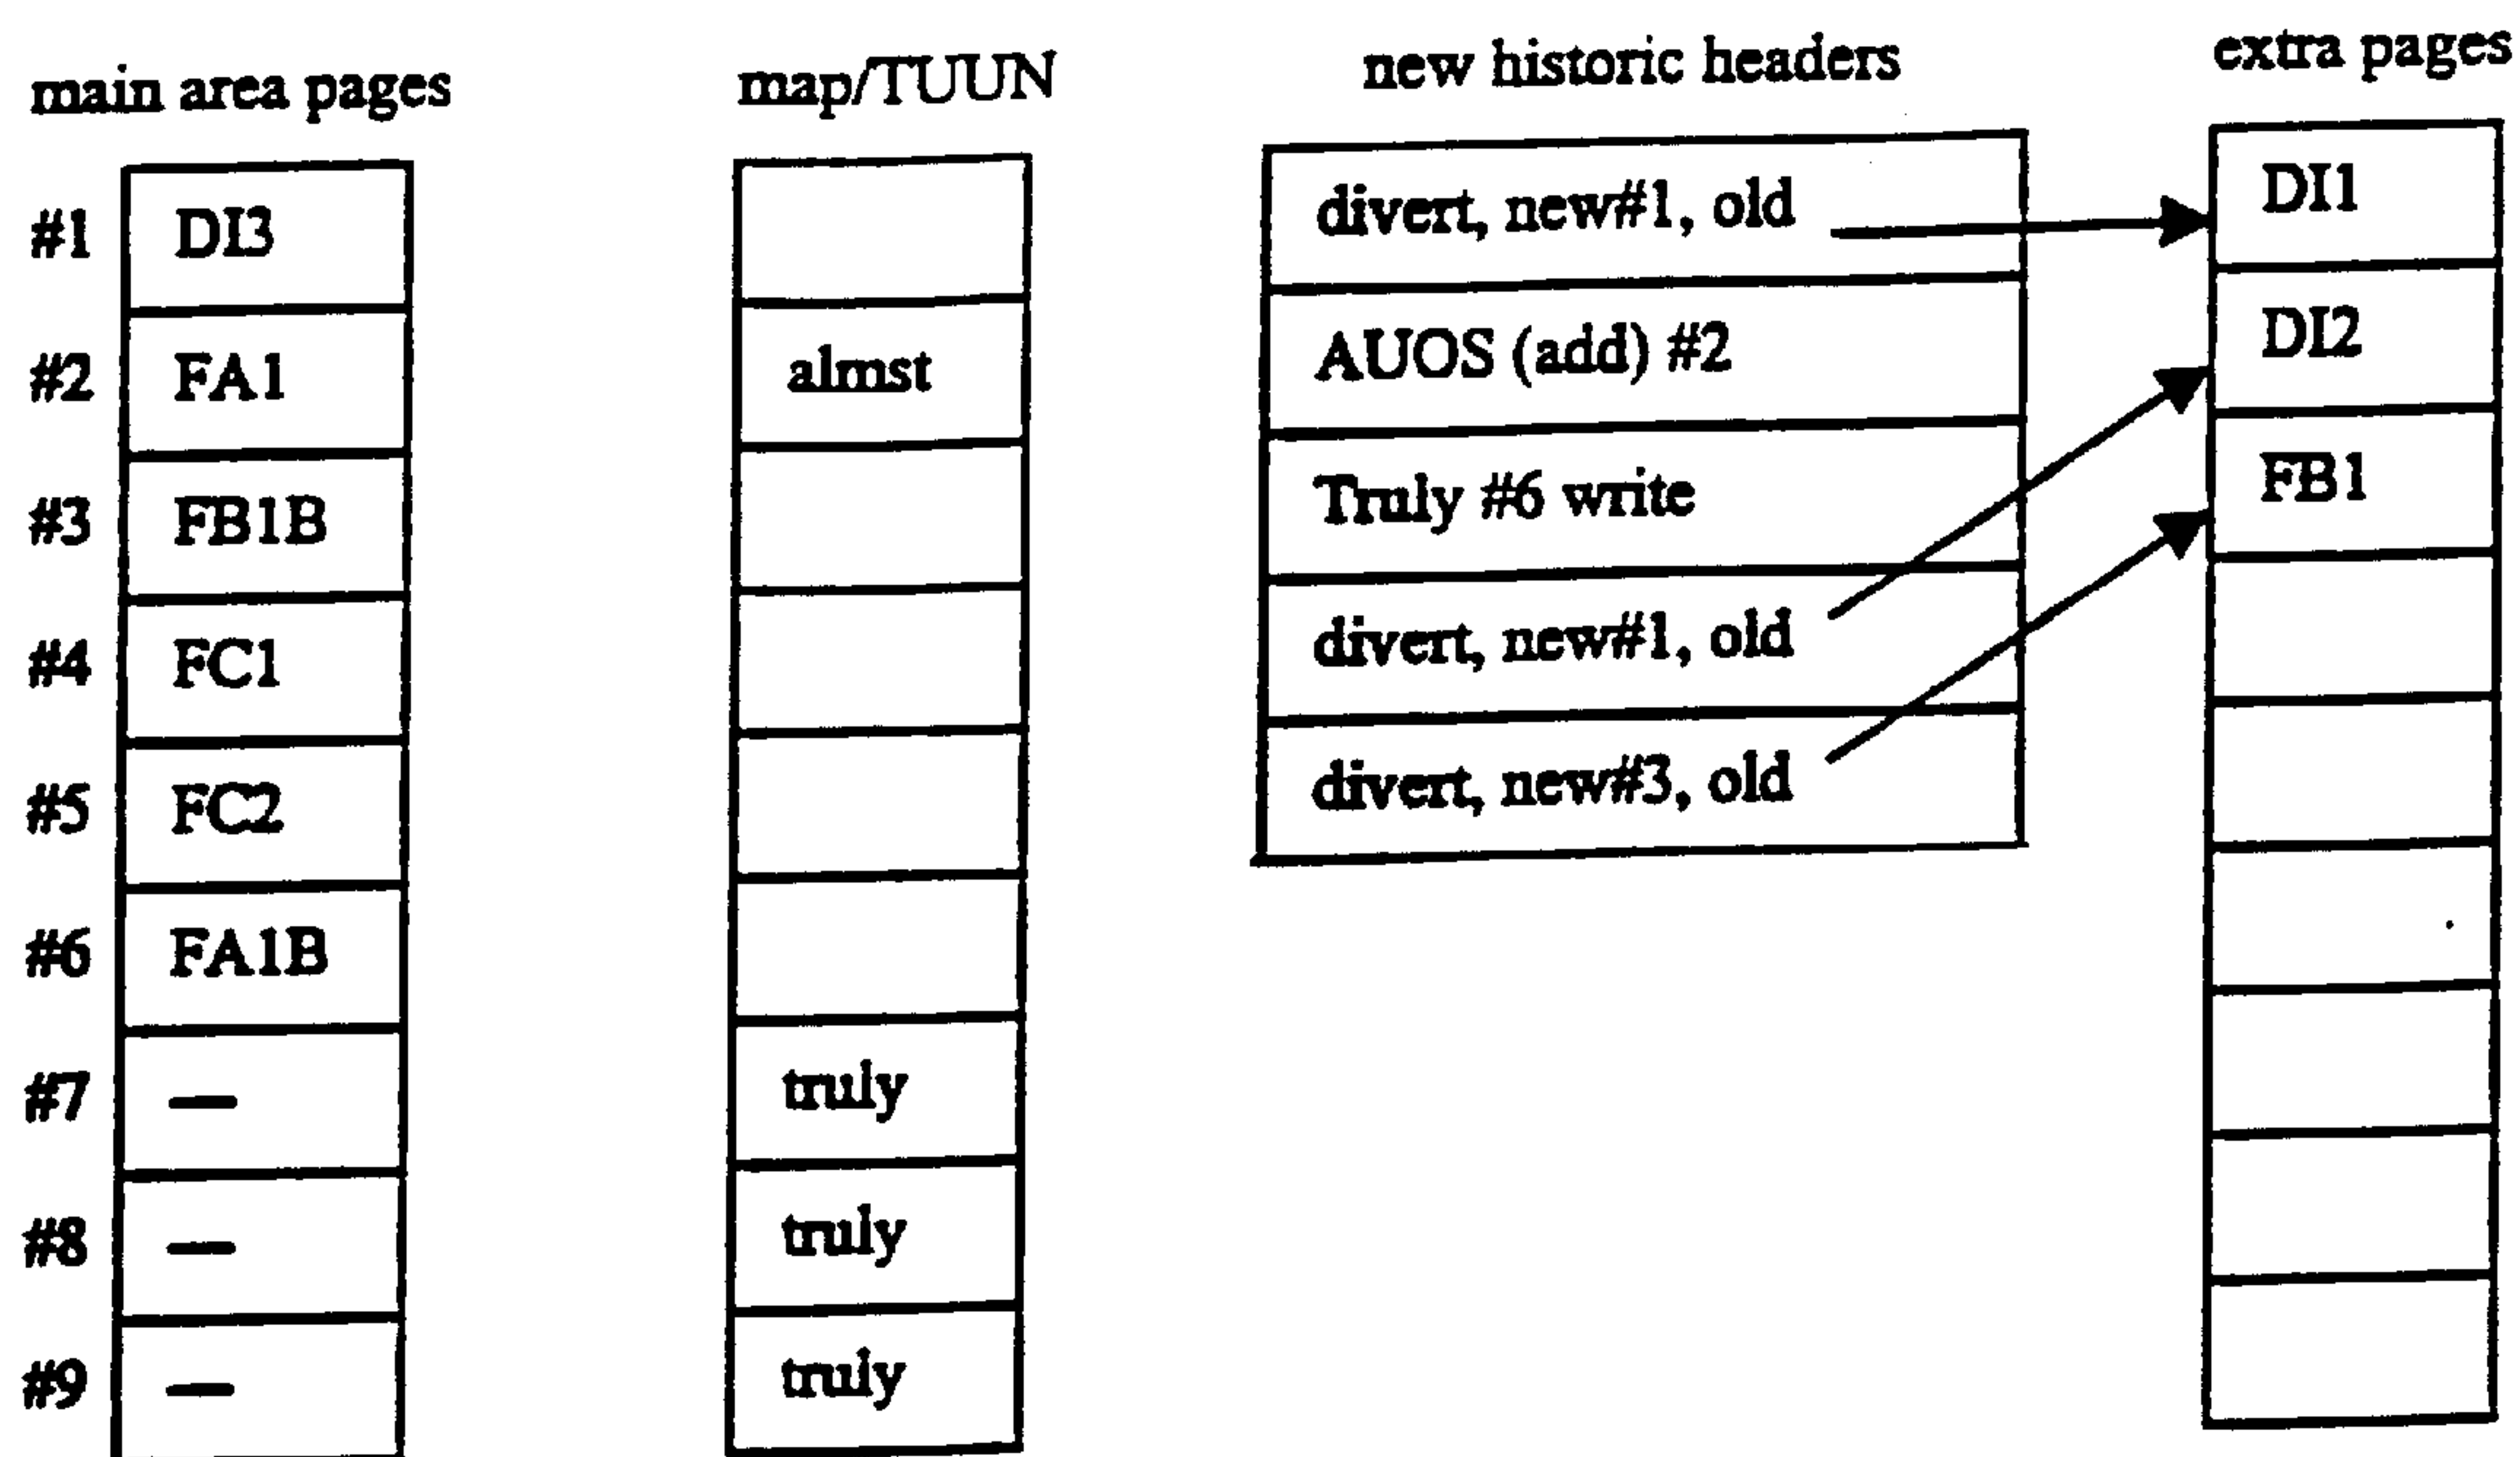 main area pages
#1 DI3
#2 FA1
#3 FB1B
#4 FC1
#5 FC2
#6 FA1B
#7 —
#8 —
#9 —
map/TUUN
almst
truly
truly
truly
new historic headers
divert, new#1, old
AUOS (add) #2
Truly #6 write
divert, new#1, old
divert, new#3, old
extra pages
DI1
DI2
FB1